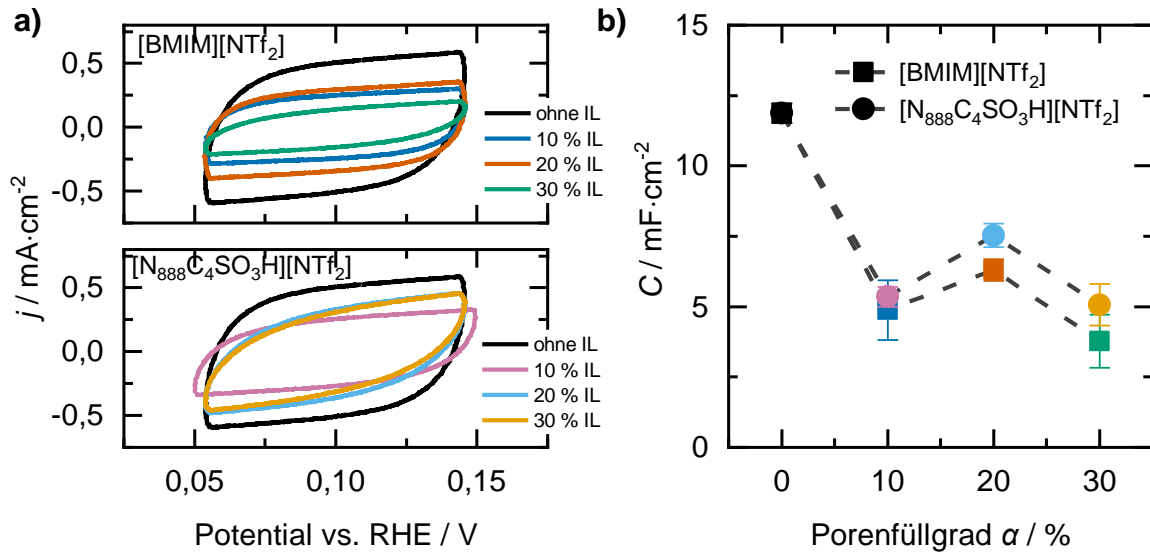 a)
[BMIM][NTf₂]
0,5
0,0
-0,5
ohne IL
10 % IL
20 % IL
30 % IL
[N₈₈₈C₄SO₃H][NTf₂]
0,5
0,0
-0,5
ohne IL
10 % IL
20 % IL
30 % IL
j / mA·cm⁻²
0,05
0,10
0,15
Potential vs. RHE / V
b)
[BMIM][NTf₂]
[N₈₈₈C₄SO₃H][NTf₂]
15
10
5
0
C / mF·cm⁻²
0
10
20
30
Porenfüllgrad α / %